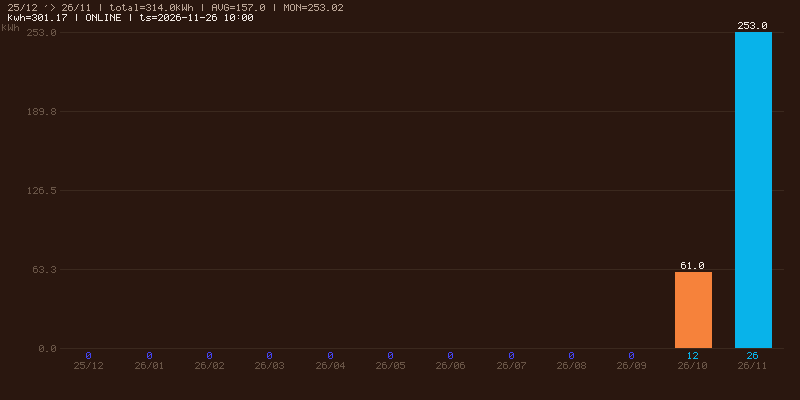 25/12 -> 26/11 | total=314.0KWh | AVG=157.0 | MON=253.02
Kwh=301.17 | ONLINE | ts=2026-11-26 10:00
KWh
253.0
253.0
189.8
126.5
63.3
61.0
0.0
0 0 0 0 0 0 0 0 0 0 12 26
25/12 26/01 26/02 26/03 26/04 26/05 26/06 26/07 26/08 26/09 26/10 26/11